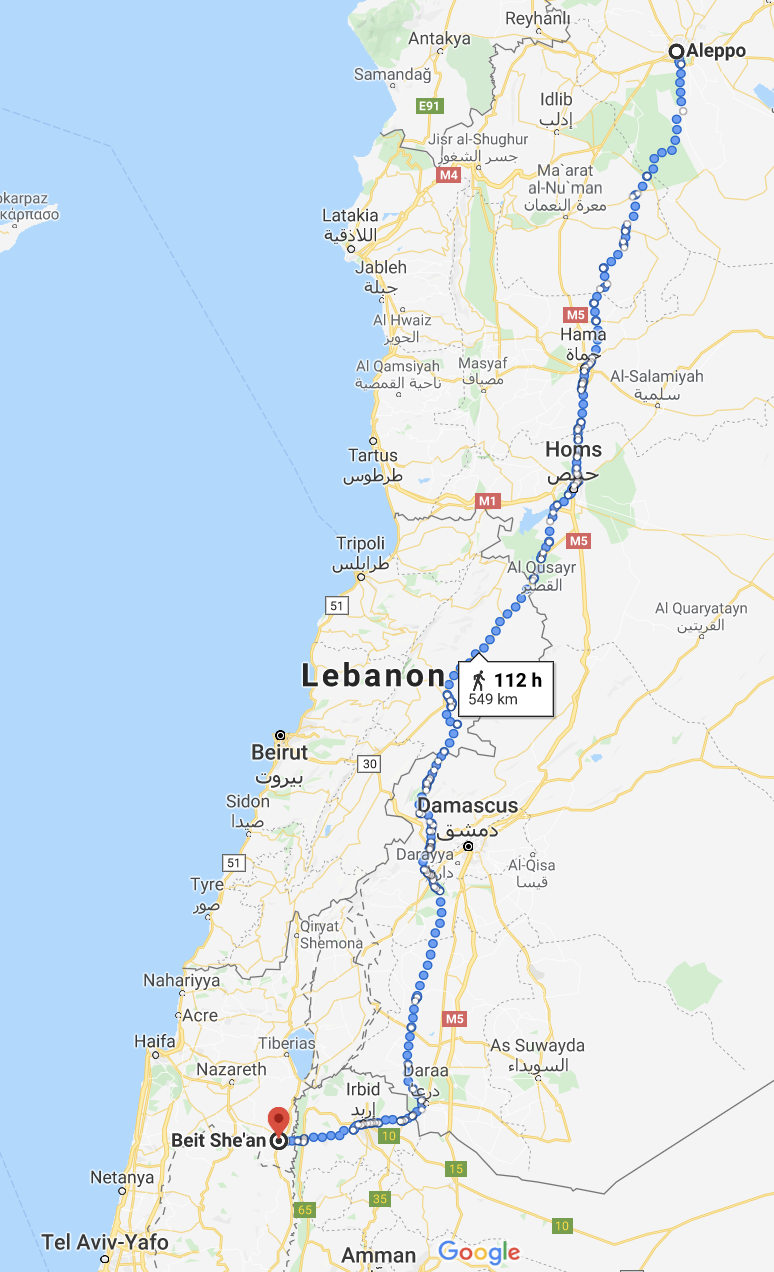 Reyhanlı
Antakya
Aleppo
Samandağ
E91
Idlib
إدلب
Jisr al-Shughur
جسر الشغور
M4
Ma`arat
al-Nu`man
معرة النعمان
karpaz
κάρπασο
Latakia
اللاذقية
Jableh
جبلة
Al Hwaiz
الحويز
M5
Hama
حماة
Al Qamsiyah
ناحية القمصية
Masyaf
مصياف
Al-Salamiyah
سلمية
Homs
حمص
Tartus
طرطوس
M1
M5
Tripoli
طرابلس
Al Qusayr
القصير
51
Al Quaryatayn
القريتين
Lebanon
112 h
549 km
Beirut
بيروت
30
Sidon
صيدا
Damascus
دمشق
51
Darayya
Al-Qisa
قيسا
Tyre
صور
Qiryat
Shemona
Nahariyya
Acre
M5
Haifa
Tiberias
As Suwayda
السويداء
Nazareth
Daraa
درعا
Irbid
إربد
Beit She'an
10
Netanya
15
35
65
10
Tel Aviv-Yafo
Amman
Google